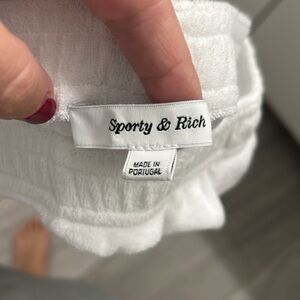 Sporty & Rich
MADE IN
PORTUGAL